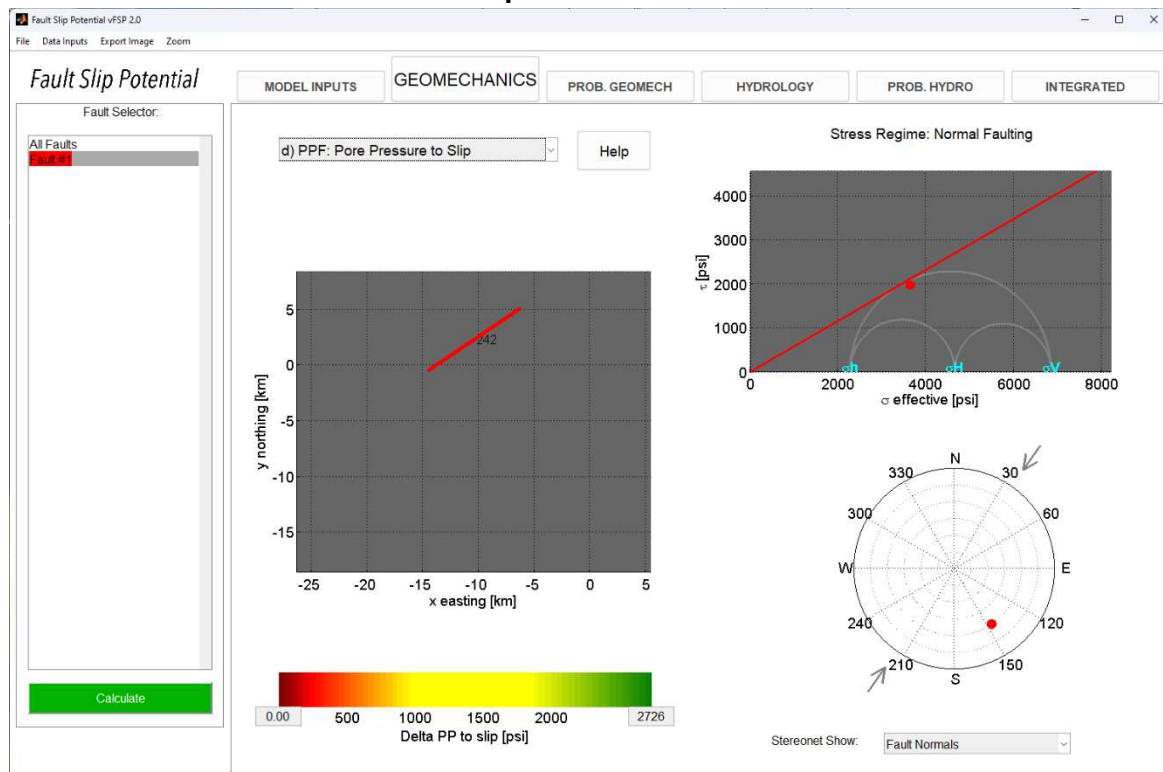 Fault Slip Potential vFSP 2.0
File Data Inputs Export Image Zoom
Fault Slip Potential
MODEL INPUTS GEOMECHANICS PROB. GEOMECH HYDROLOGY PROB. HYDRO INTEGRATED
Fault Selector:
All Faults
Fault #1
Calculate
d) PPF: Pore Pressure to Slip
Help
5
0
-5
-10
-15
y northing [km]
242
-25 -20 -15 -10 -5 0 5
x easting [km]
0.00 500 1000 1500 2000 2726
Delta PP to slip [psi]
Stress Regime: Normal Faulting
4000
3000
2000
1000
0
τ [psi]
σh σH σV
0 2000 4000 6000 8000
σ effective [psi]
N
330 30
300 60
W E
240 120
210 150
S
Stereonet Show: Fault Normals